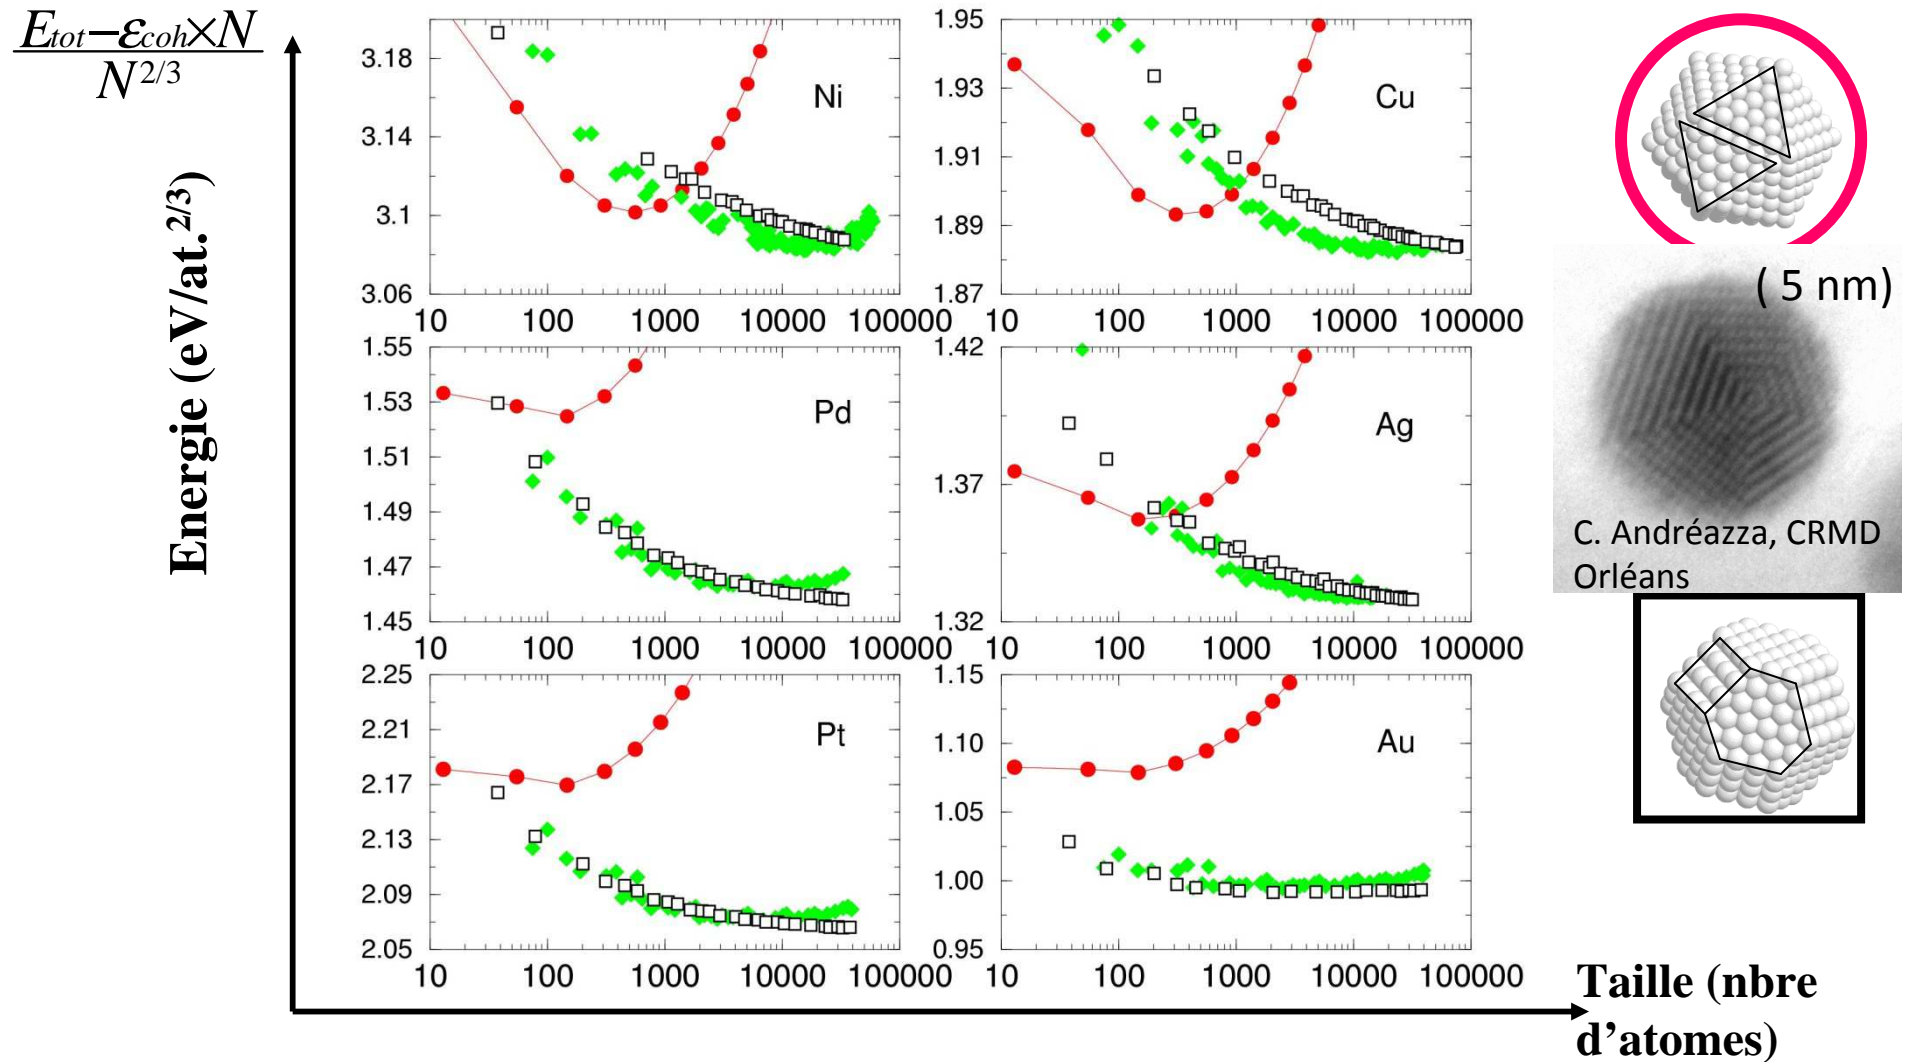 Etot−εcoh×N
N2/3
Energie (eV/at.2/3)
3.18
3.14
3.1
3.06
Ni
10 100 1000 10000 100000
1.95
1.93
1.91
1.89
1.87
Cu
10 100 1000 10000 100000
1.55
1.53
1.51
1.49
1.47
1.45
Pd
10 100 1000 10000 100000
1.42
1.37
1.32
Ag
10 100 1000 10000 100000
2.25
2.21
2.17
2.13
2.09
2.05
Pt
10 100 1000 10000 100000
1.15
1.10
1.05
1.00
0.95
Au
10 100 1000 10000 100000
( 5 nm)
C. Andréazza, CRMD
Orléans
Taille (nbre
d’atomes)